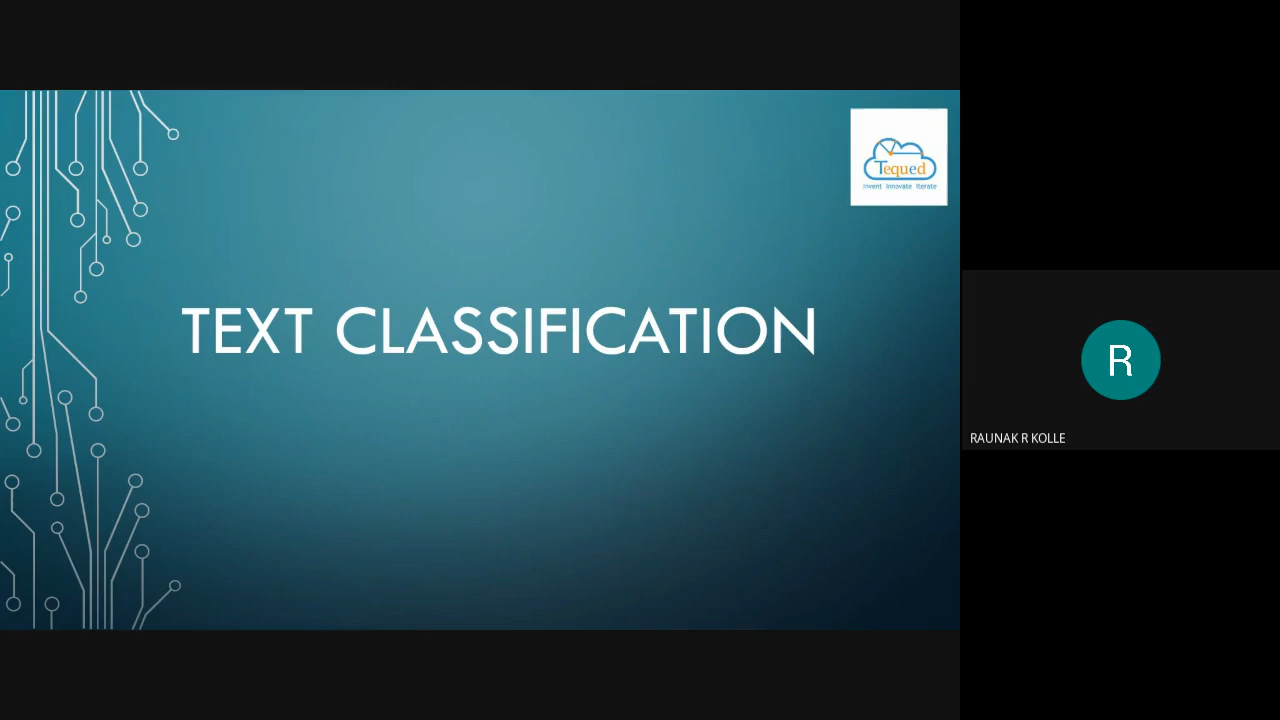 Tequed
Invent Innovate Iterate
TEXT CLASSIFICATION
R
RAUNAK R KOLLE